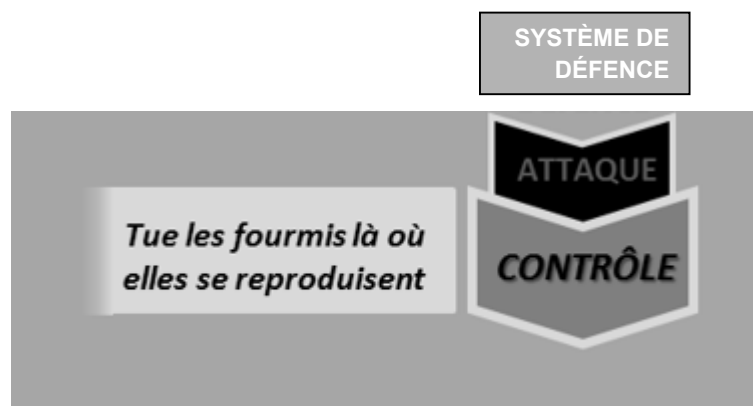 SYSTÈME DE
DÉFENCE
ATTAQUE
Tue les fourmis là où
elles se reproduisent
CONTRÔLE